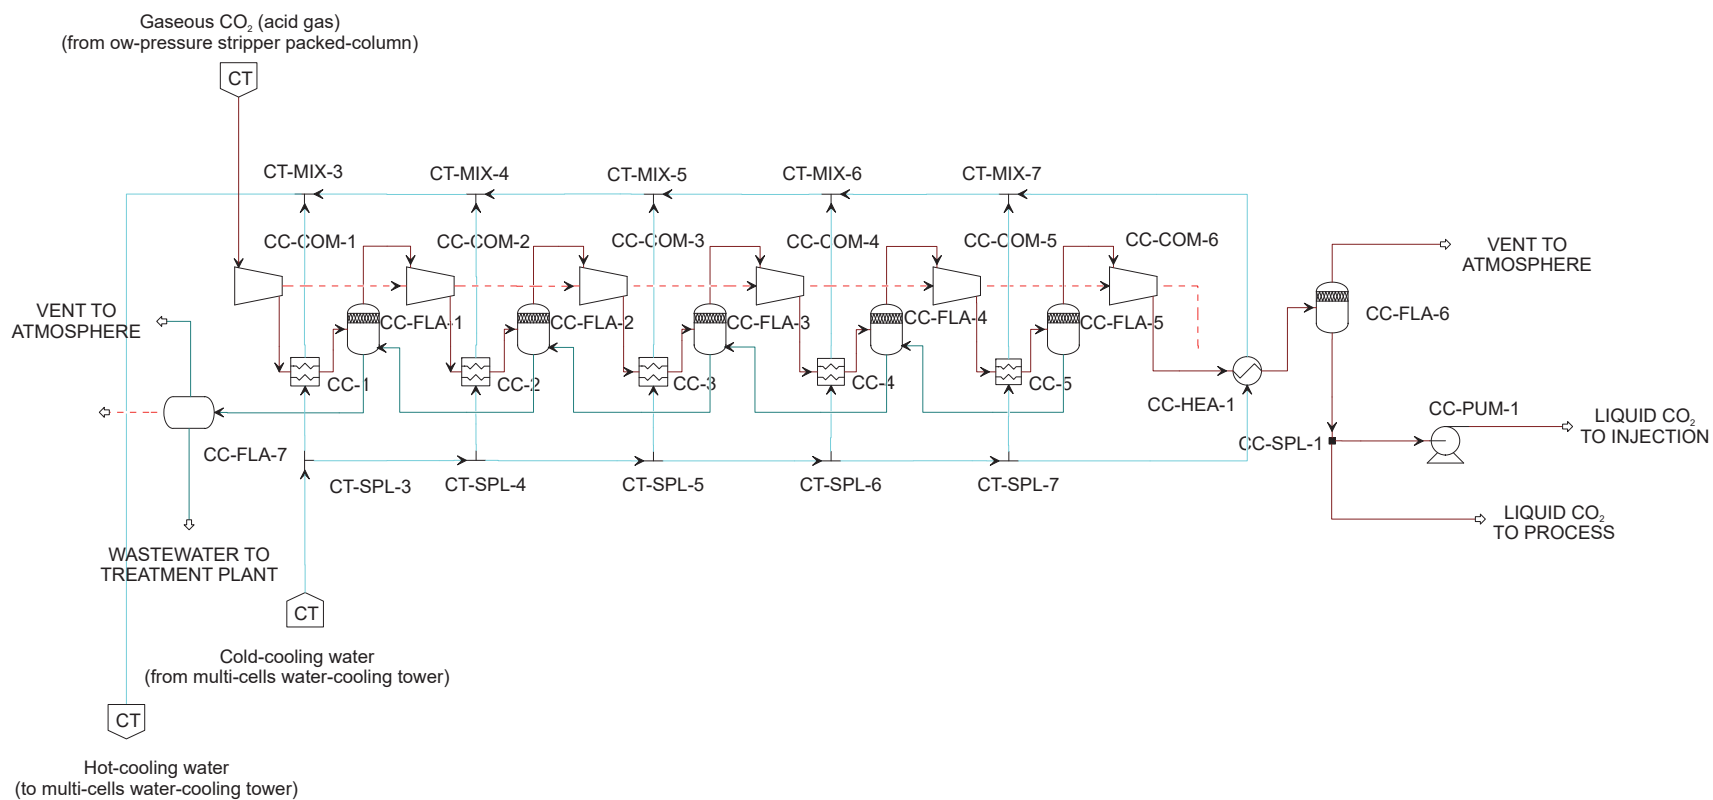 Gaseous CO₂ (acid gas)
(from ow-pressure stripper packed-column)
CT
CT-MIX-3
CT-MIX-4
CT-MIX-5
CT-MIX-6
CT-MIX-7
CC-COM-1
CC-COM-2
CC-COM-3
CC-COM-4
CC-COM-5
CC-COM-6
VENT TO
ATMOSPHERE
VENT TO
ATMOSPHERE
CC-FLA-1
CC-FLA-2
CC-FLA-3
CC-FLA-4
CC-FLA-5
CC-FLA-6
CC-1
CC-2
CC-3
CC-4
CC-5
CC-HEA-1
CC-PUM-1
LIQUID CO₂
TO INJECTION
CC-SPL-1
CC-FLA-7
CT-SPL-3
CT-SPL-4
CT-SPL-5
CT-SPL-6
CT-SPL-7
LIQUID CO₂
TO PROCESS
WASTEWATER TO
TREATMENT PLANT
CT
Cold-cooling water
(from multi-cells water-cooling tower)
CT
Hot-cooling water
(to multi-cells water-cooling tower)